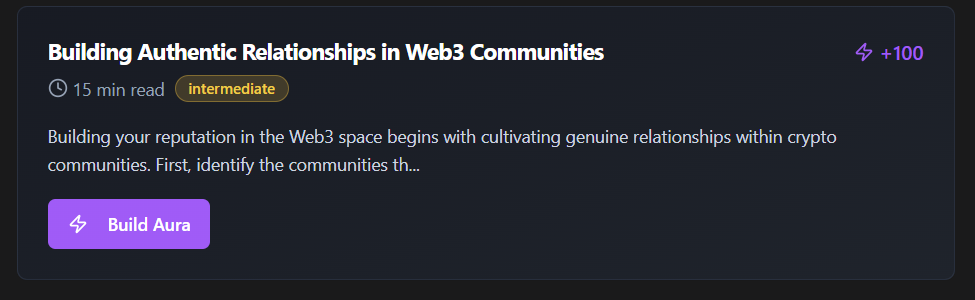 Building Authentic Relationships in Web3 Communities
+100
15 min read
intermediate
Building your reputation in the Web3 space begins with cultivating genuine relationships within crypto
communities. First, identify the communities th...
Build Aura